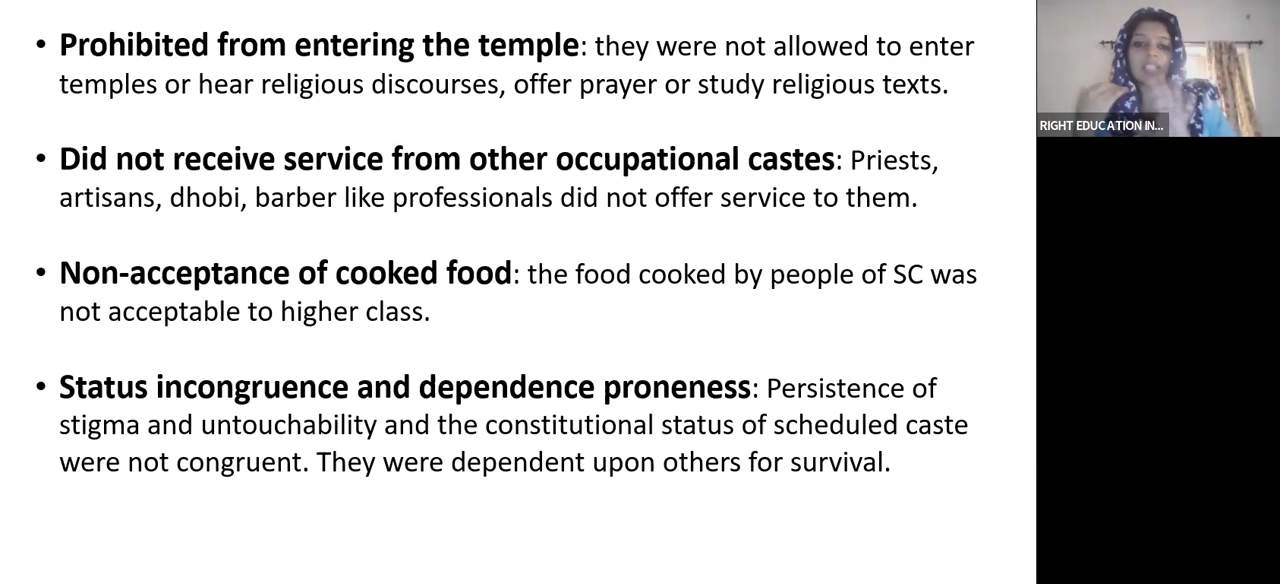 • Prohibited from entering the temple: they were not allowed to enter
temples or hear religious discourses, offer prayer or study religious texts.
• Did not receive service from other occupational castes: Priests,
artisans, dhobi, barber like professionals did not offer service to them.
• Non-acceptance of cooked food: the food cooked by people of SC was
not acceptable to higher class.
• Status incongruence and dependence proneness: Persistence of
stigma and untouchability and the constitutional status of scheduled caste
were not congruent. They were dependent upon others for survival.
RIGHT EDUCATION IN...